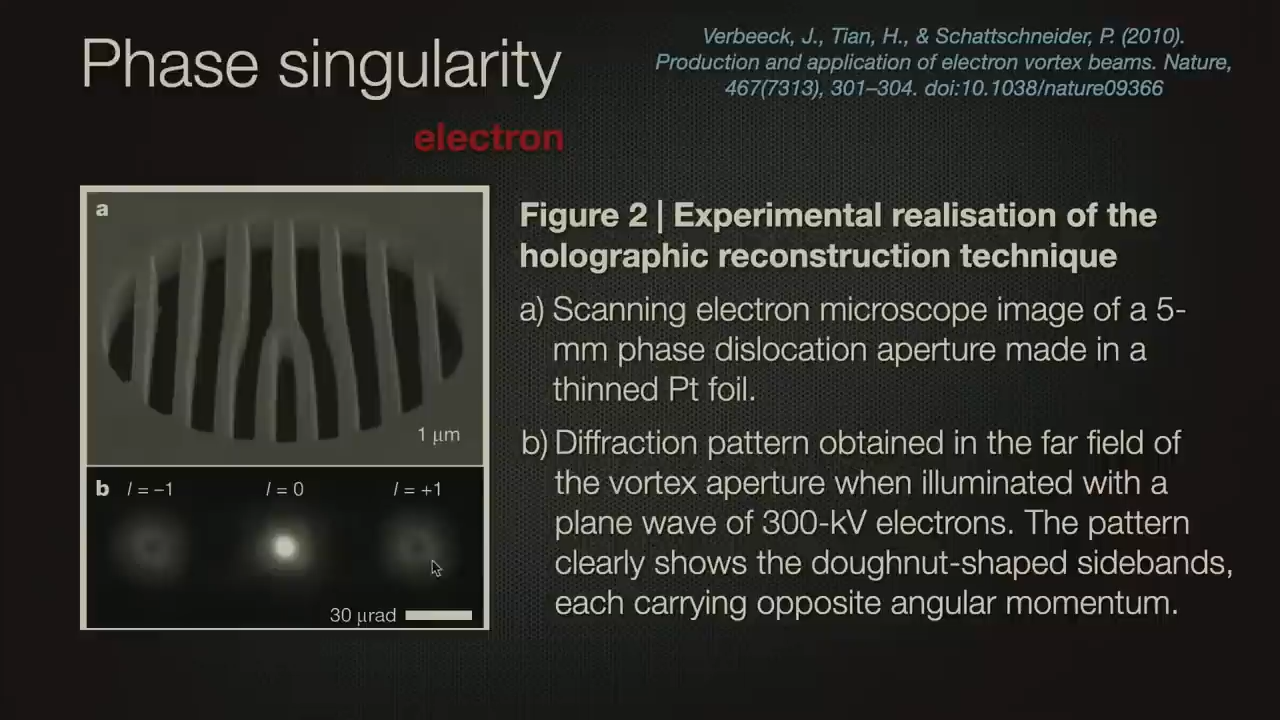 Phase singularity
Verbeeck, J., Tian, H., & Schattschneider, P. (2010).
Production and application of electron vortex beams. Nature,
467(7313), 301–304. doi:10.1038/nature09366
electron
a
1 µm
b l = –1 l = 0 l = +1
30 µrad
Figure 2 | Experimental realisation of the
holographic reconstruction technique
a) Scanning electron microscope image of a 5-
mm phase dislocation aperture made in a
thinned Pt foil.
b) Diffraction pattern obtained in the far field of
the vortex aperture when illuminated with a
plane wave of 300-kV electrons. The pattern
clearly shows the doughnut-shaped sidebands,
each carrying opposite angular momentum.